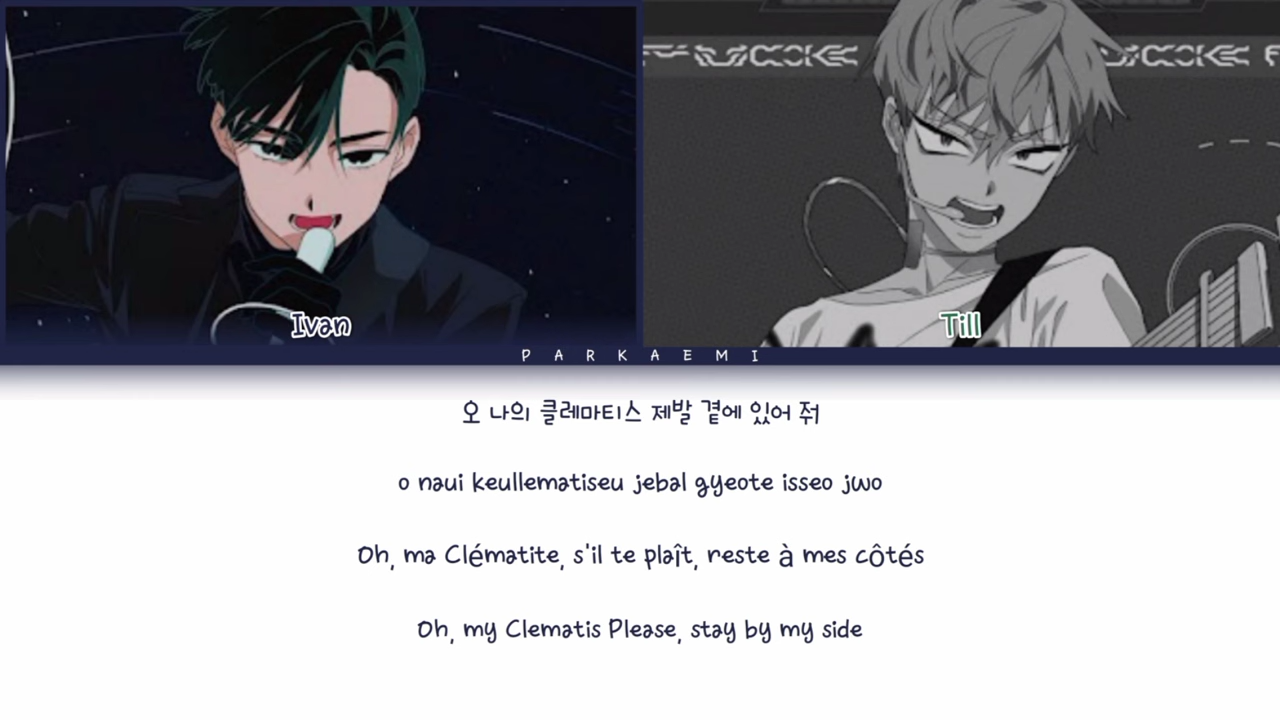 Ivan
Till
PARKAEMI
오 나의 클레마티스 제발 곁에 있어 줘
o naui keullematiseu jebal gyeote isseo jwo
Oh, ma Clématite, s'il te plaît, reste à mes côtés
Oh, my Clematis Please, stay by my side